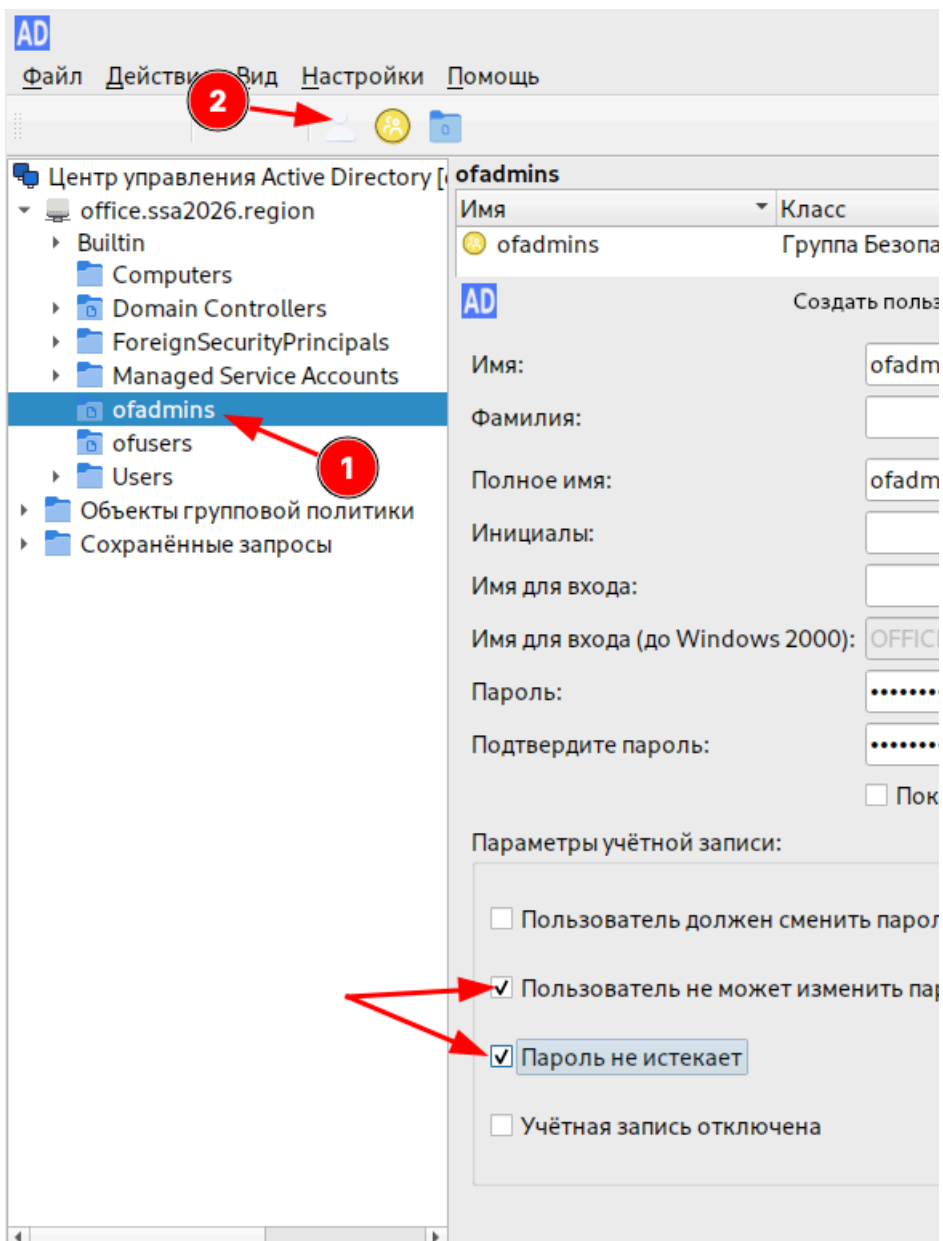 AD
Файл Действи Вид Настройки Помощь
2
Центр управления Active Directory [
office.ssa2026.region
Builtin
Computers
Domain Controllers
ForeignSecurityPrincipals
Managed Service Accounts
ofadmins
ofusers
1
Users
Объекты групповой политики
Сохранённые запросы
ofadmins
Имя Класс
ofadmins Группа Безопа
AD Создать польз
Имя: ofadm
Фамилия:
Полное имя: ofadm
Инициалы:
Имя для входа:
Имя для входа (до Windows 2000): OFFIC
Пароль: ••••••••
Подтвердите пароль: ••••••••
Пок
Параметры учётной записи:
Пользователь должен сменить парол
Пользователь не может изменить пар
Пароль не истекает
Учётная запись отключена